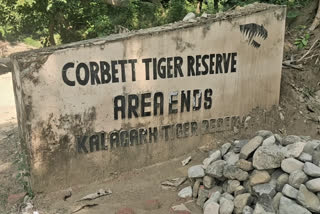 CORBETT TIGER RESERVE
AREA ENDS
KALAGARH TIGER RESERVE